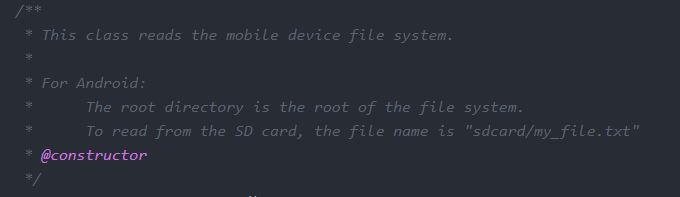 /**
 * This class reads the mobile device file system.
 *
 * For Android:
 *      The root directory is the root of the file system.
 *      To read from the SD card, the file name is "sdcard/my_file.txt"
 * @constructor
 */